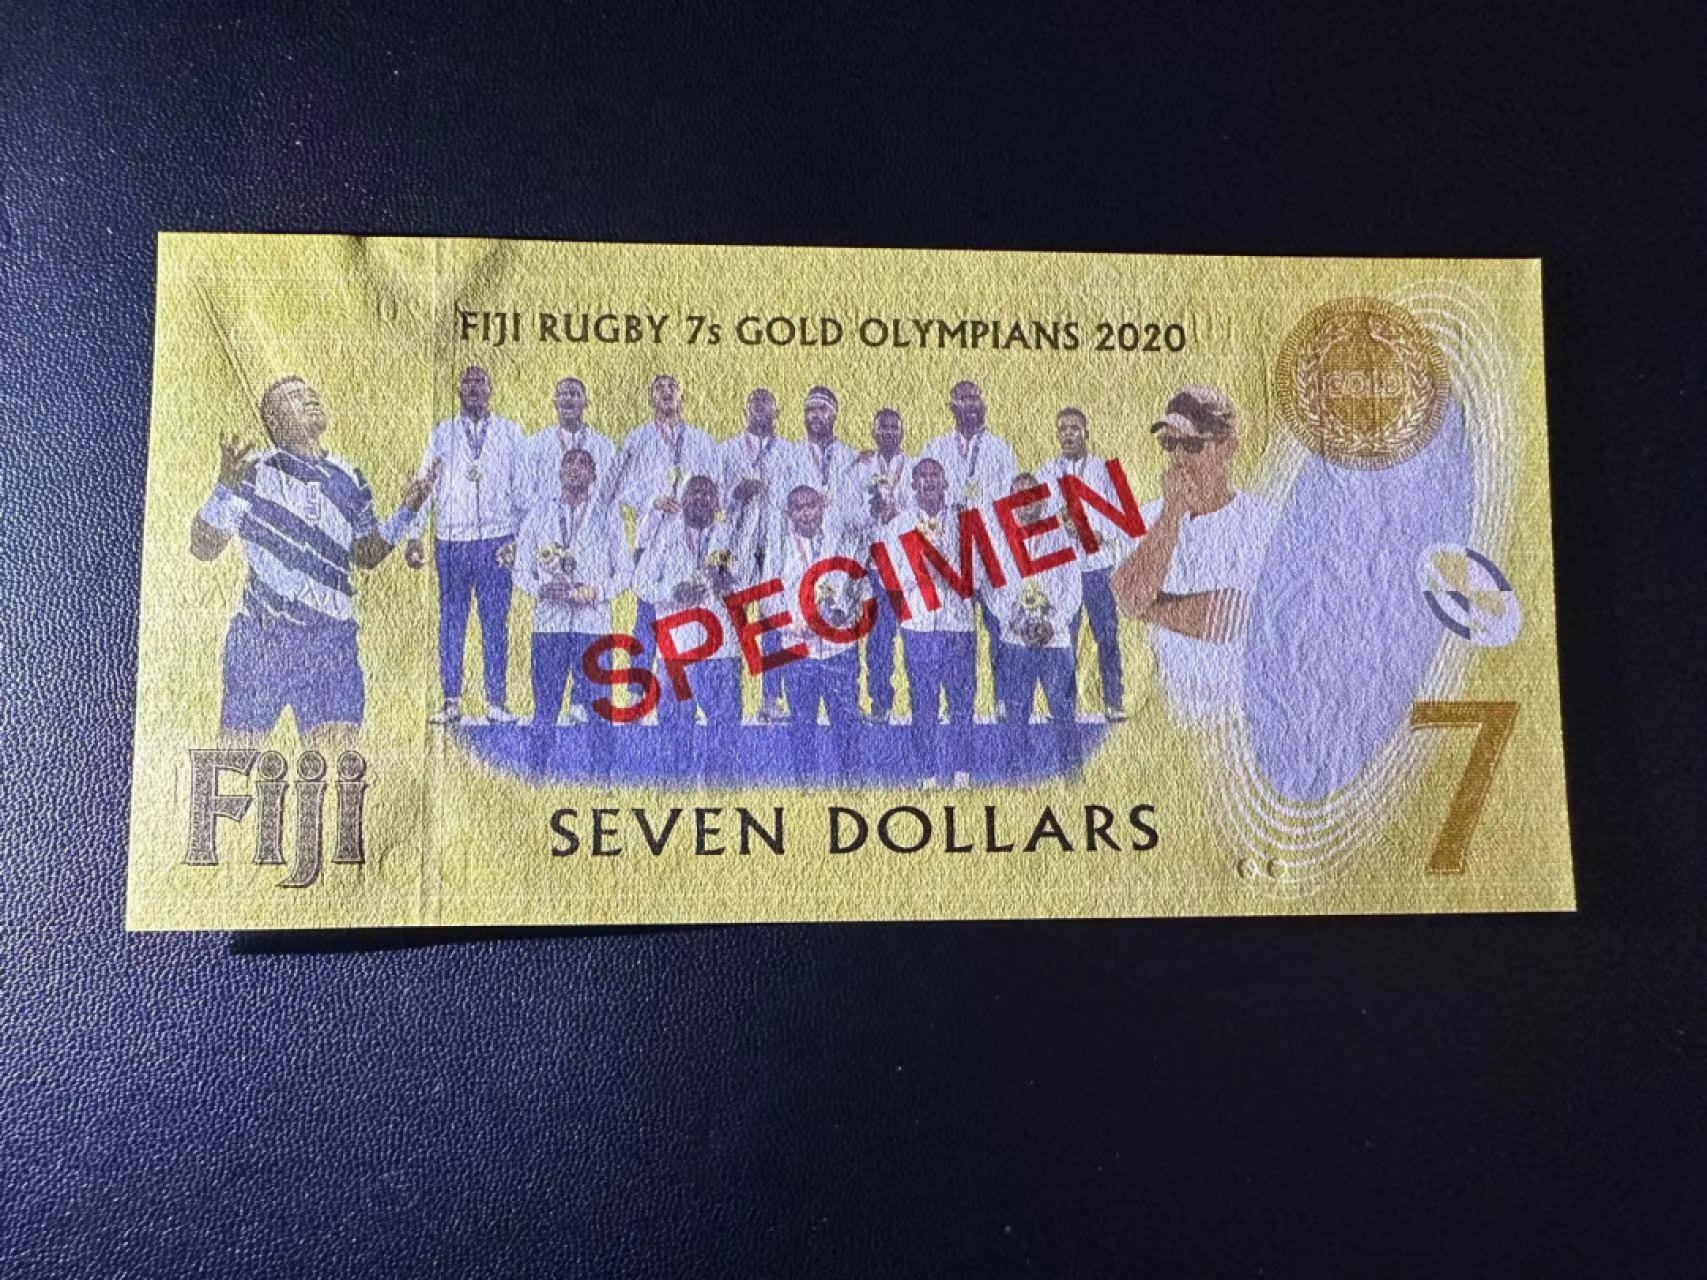 FIJI RUGBY 7s GOLD OLYMPIANS 2020
GOLD
SPECIMEN
Fiji
SEVEN DOLLARS
7